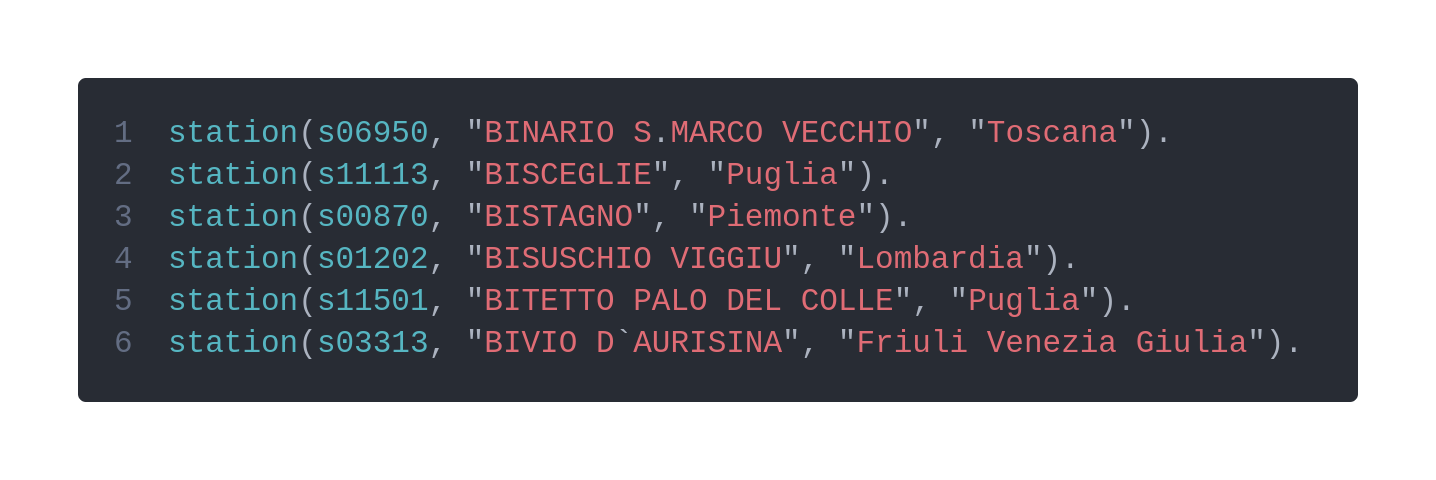 1 station(s06950, "BINARIO S.MARCO VECCHIO", "Toscana").
2 station(s11113, "BISCEGLIE", "Puglia").
3 station(s00870, "BISTAGNO", "Piemonte").
4 station(s01202, "BISUSCHIO VIGGIU", "Lombardia").
5 station(s11501, "BITETTO PALO DEL COLLE", "Puglia").
6 station(s03313, "BIVIO D`AURISINA", "Friuli Venezia Giulia").